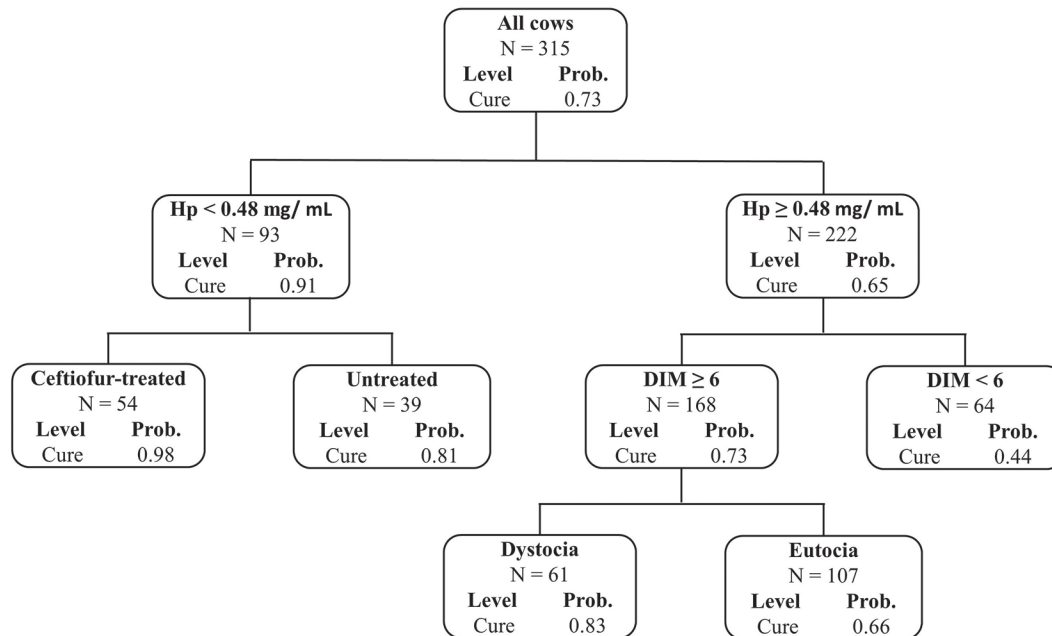 All cows
N = 315
Level Prob.
Cure 0.73
Hp < 0.48 mg/ mL
N = 93
Level Prob.
Cure 0.91
Hp ≥ 0.48 mg/ mL
N = 222
Level Prob.
Cure 0.65
Ceftiofur-treated
N = 54
Level Prob.
Cure 0.98
Untreated
N = 39
Level Prob.
Cure 0.81
DIM ≥ 6
N = 168
Level Prob.
Cure 0.73
DIM < 6
N = 64
Level Prob.
Cure 0.44
Dystocia
N = 61
Level Prob.
Cure 0.83
Eutocia
N = 107
Level Prob.
Cure 0.66